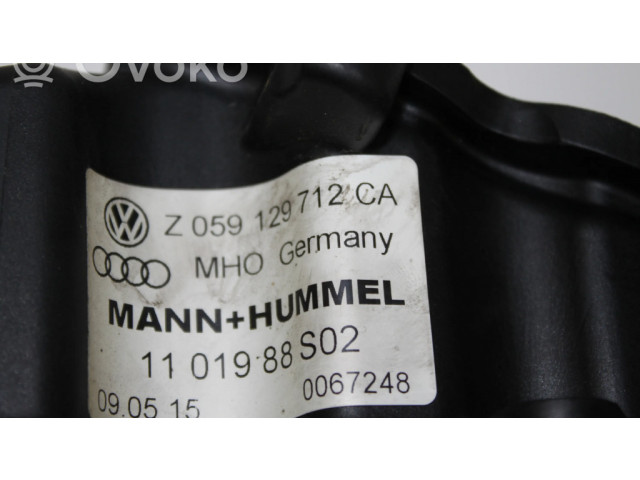 Ovoko
Z 059 129 712 CA
MHO Germany
MANN+HUMMEL
11 019 88 S02
09.05 15 0067248